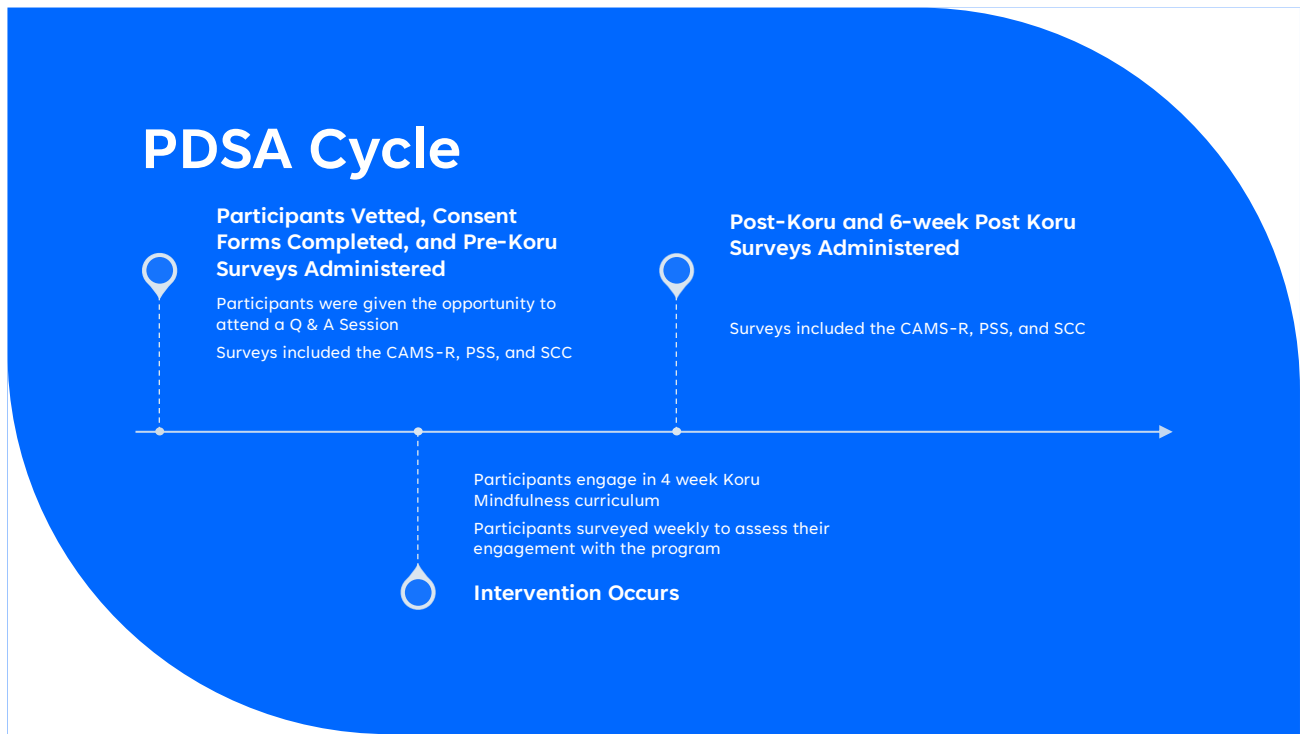 PDSA Cycle
Participants Vetted, Consent
Forms Completed, and Pre-Koru
Surveys Administered
Participants were given the opportunity to
attend a Q & A Session
Surveys included the CAMS-R, PSS, and SCC
Post-Koru and 6-week Post Koru
Surveys Administered
Surveys included the CAMS-R, PSS, and SCC
Participants engage in 4 week Koru
Mindfulness curriculum
Participants surveyed weekly to assess their
engagement with the program
Intervention Occurs